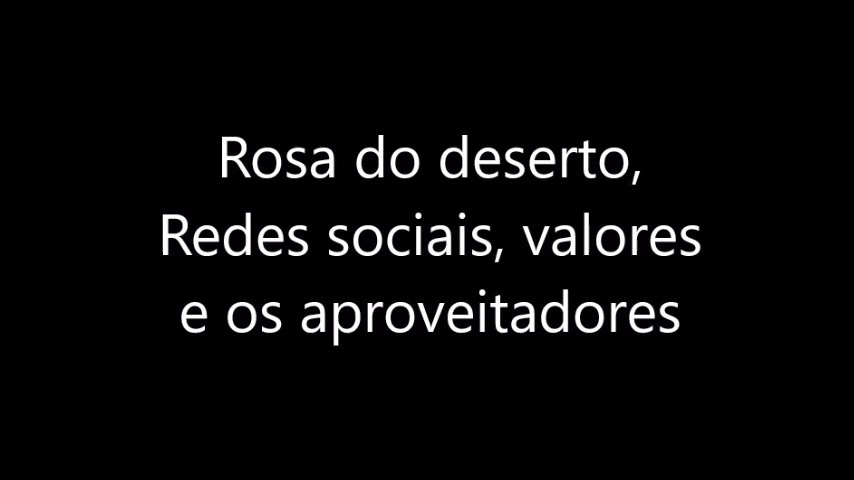 Rosa do deserto,
Redes sociais, valores
e os aproveitadores